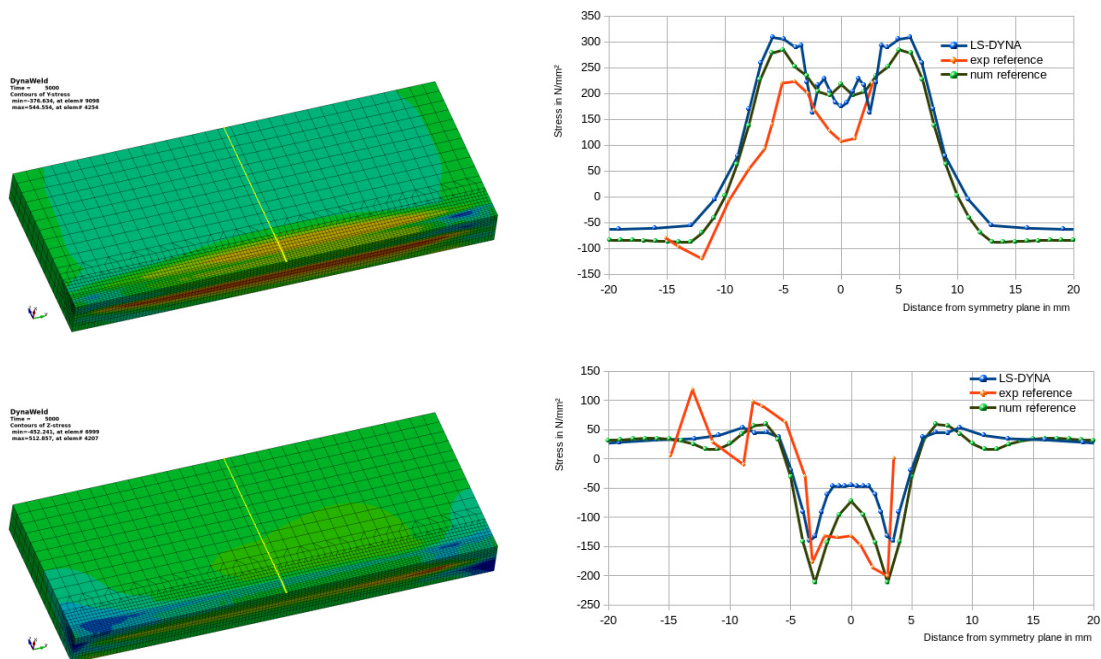 DynaWeld
Time = 5000
Contours of Y-stress
min=-376.634, at elem# 9098
max=544.554, at elem# 4254
350
300
250
200
150
100
50
0
-50
-100
-150
Stress in N/mm²
LS-DYNA
exp reference
num reference
-20 -15 -10 -5 0 5 10 15 20
Distance from symmetry plane in mm
DynaWeld
Time = 5000
Contours of Z-stress
min=-452.241, at elem# 6999
max=512.857, at elem# 4207
150
100
50
0
-50
-100
-150
-200
-250
Stress in N/mm²
LS-DYNA
exp reference
num reference
-20 -15 -10 -5 0 5 10 15 20
Distance from symmetry plane in mm